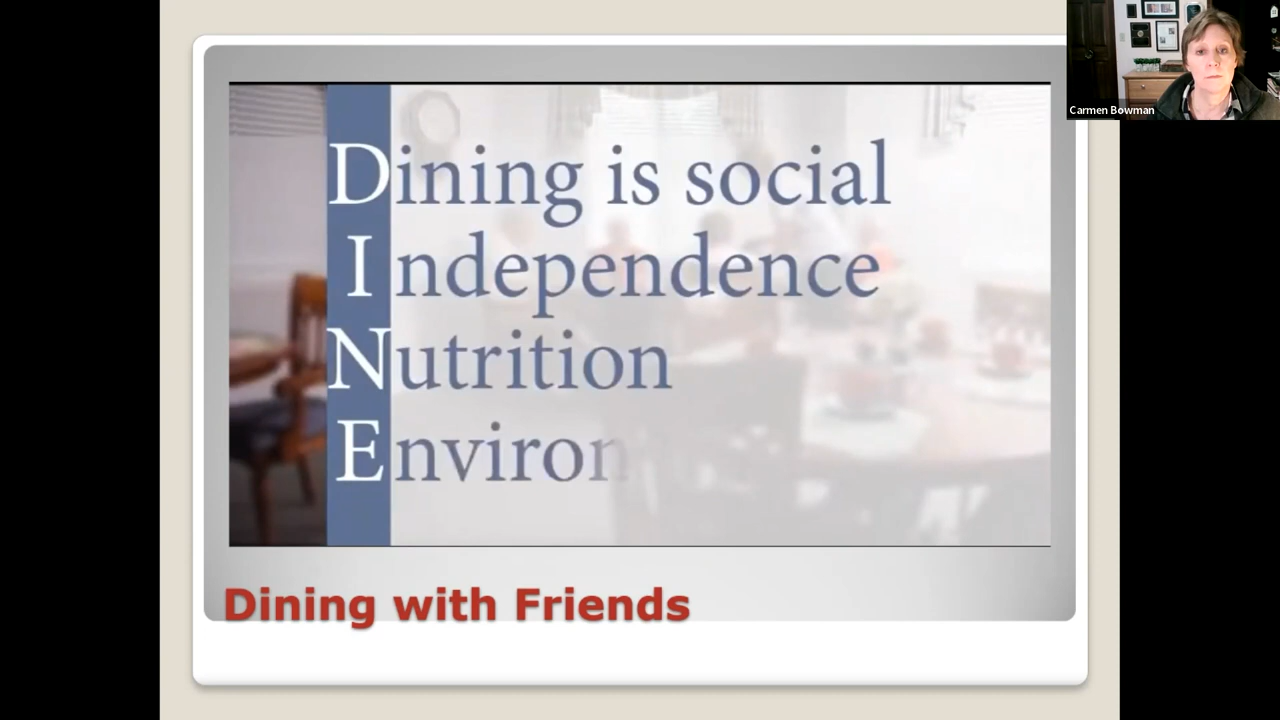 Carmen Bowman
Dining is social
Independence
Nutrition
Environ
Dining with Friends